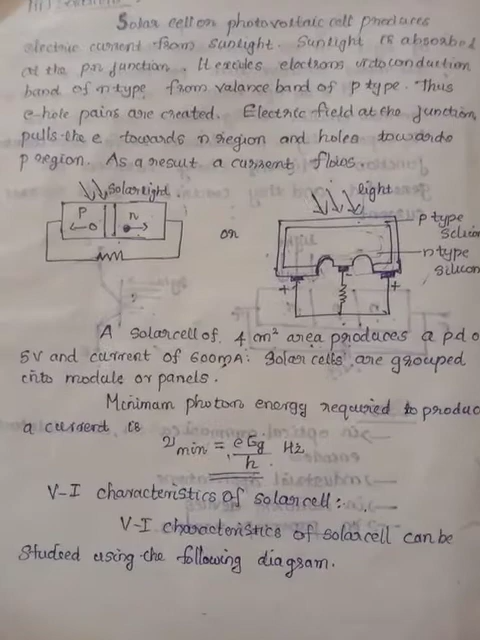 Solar cell on photovoltaic cell produces
electric current from sunlight. Sunlight is absorbed
at the pn junction. It excites electrons into conduction
band of n type from valance band of p type. Thus
e-hole pairs are created. Electric field at the junction,
pulls the e towards n region and holes towards
p region. As a result a current flows.
solar light.
P
n
or
light
p type
silicon
n type
silicon
+
+
A solarcell of 4 cm² area produces a p d o
5V and current of 600mA. Solar cells are grouped
into module or panels.
Minimam photon energy required to produc
a current is
ν min = eEg/h Hz
V-I characteristics of solarcell:
V-I characteristics of solarcell can be
studied using the following diagram.